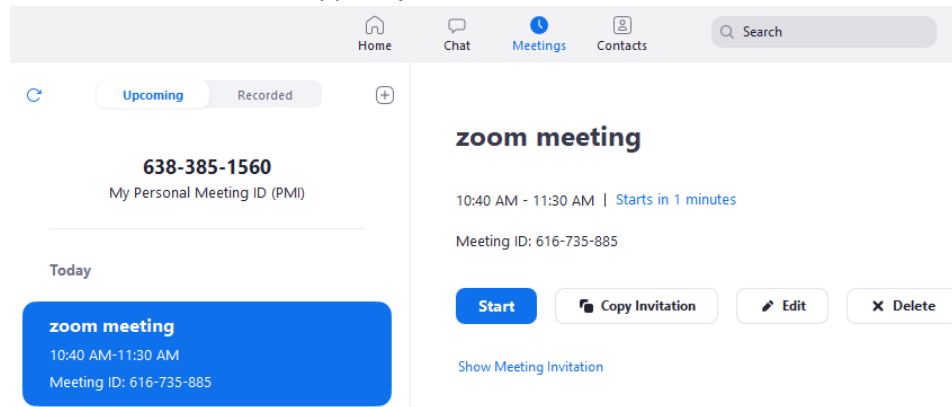 Home Chat Meetings Contacts Search
Upcoming Recorded
638-385-1560
My Personal Meeting ID (PMI)
Today
zoom meeting
10:40 AM-11:30 AM
Meeting ID: 616-735-885
zoom meeting
10:40 AM - 11:30 AM | Starts in 1 minutes
Meeting ID: 616-735-885
Start Copy Invitation Edit Delete
Show Meeting Invitation